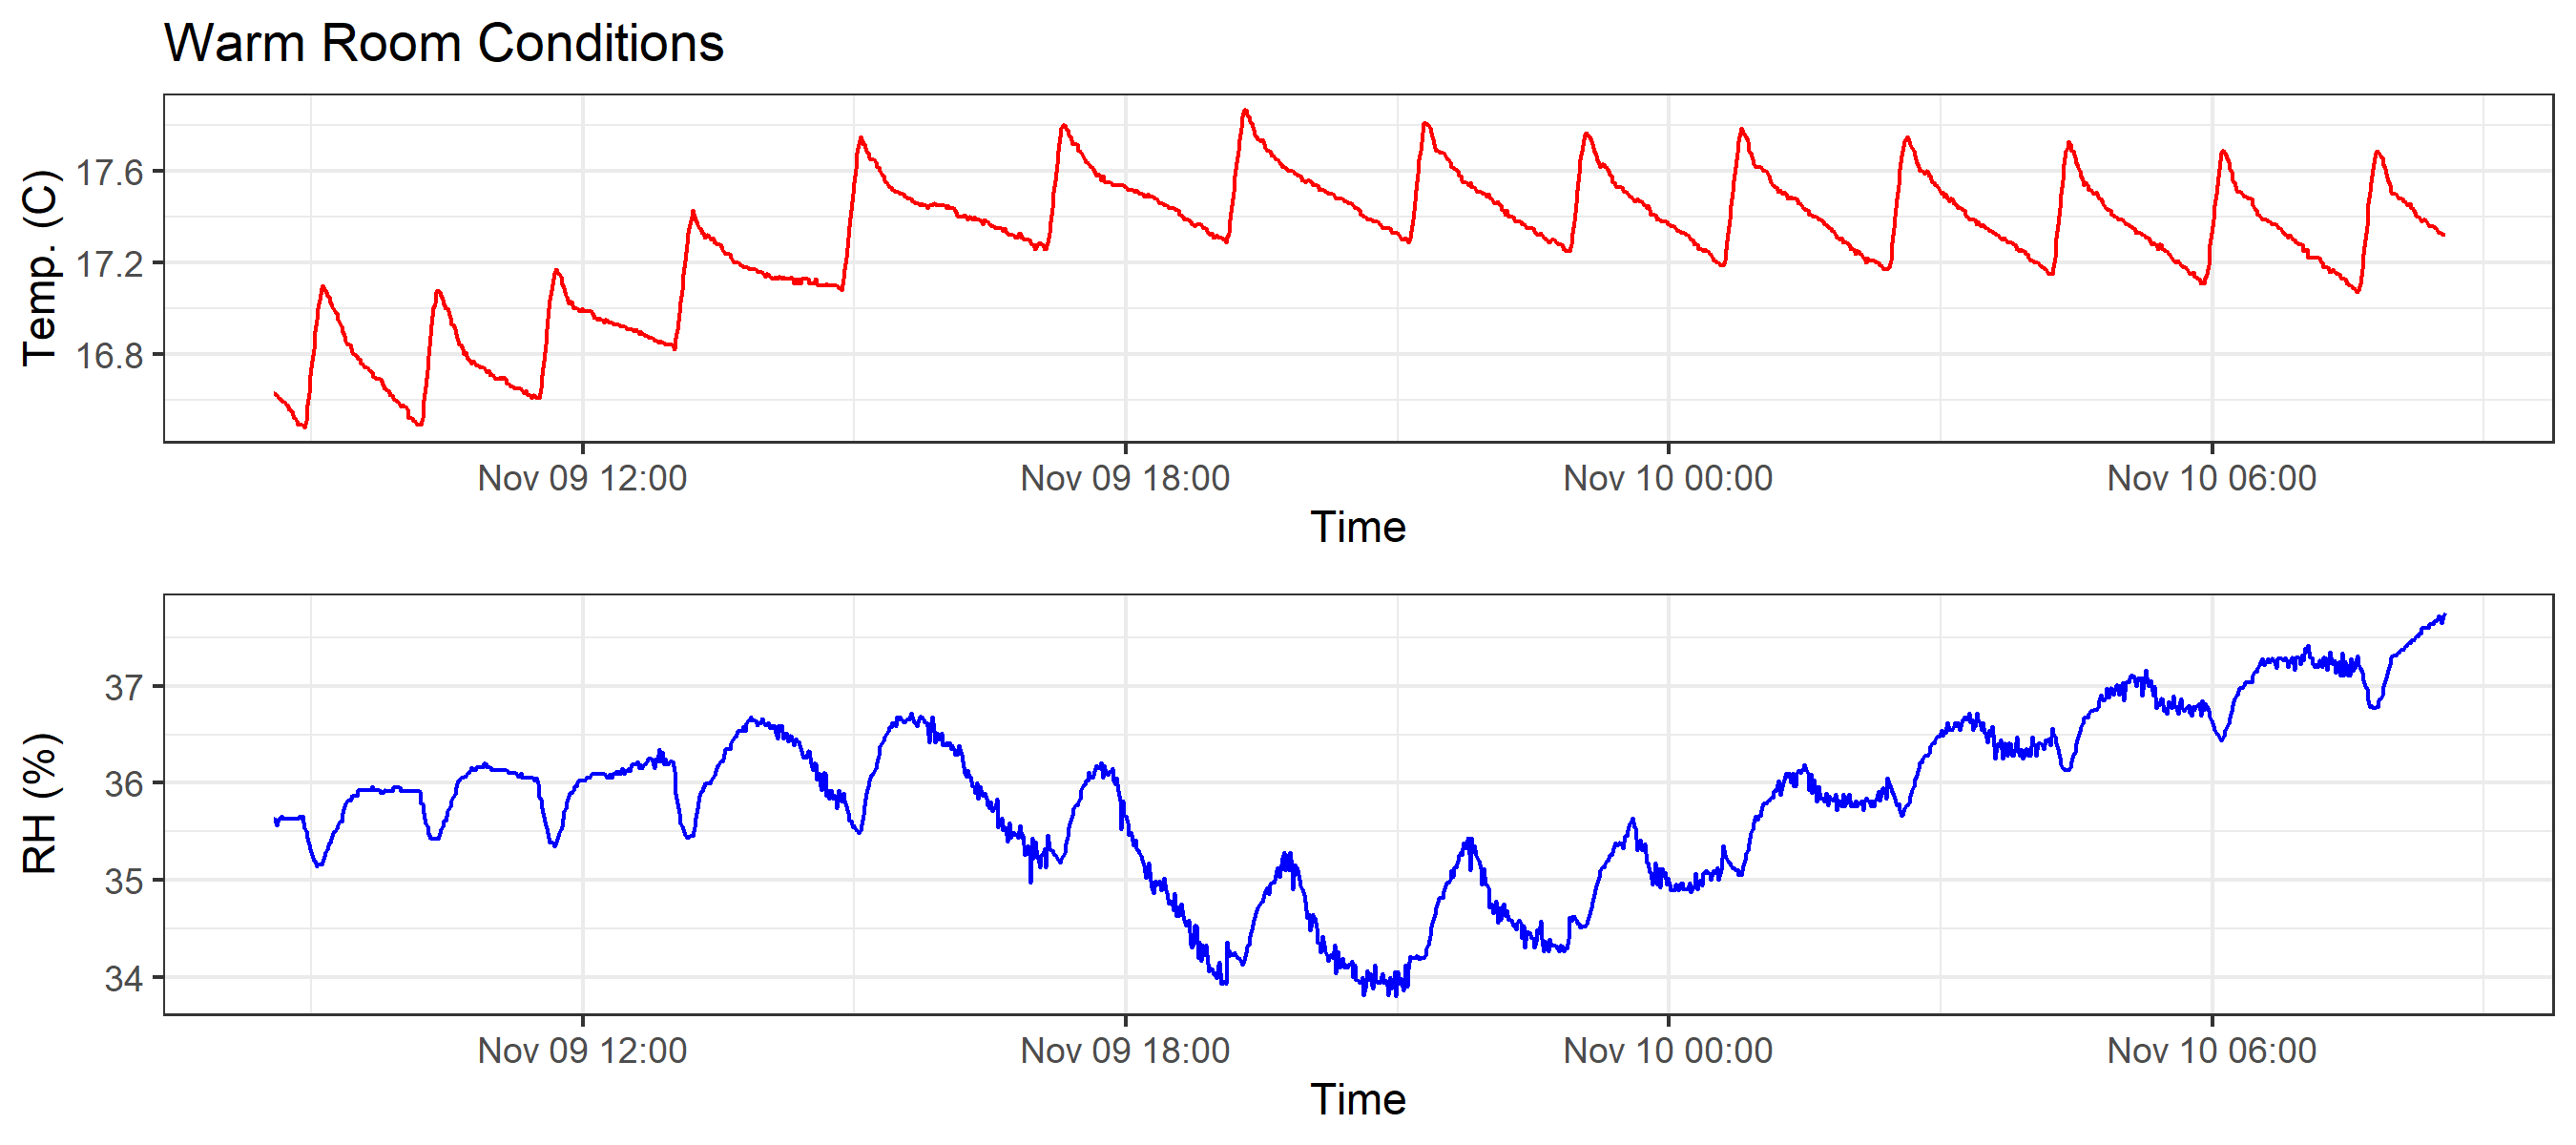 Warm Room Conditions
Temp. (C)
17.6
17.2
16.8
Nov 09 12:00 Nov 09 18:00 Nov 10 00:00 Nov 10 06:00
Time
RH (%)
37
36
35
34
Nov 09 12:00 Nov 09 18:00 Nov 10 00:00 Nov 10 06:00
Time